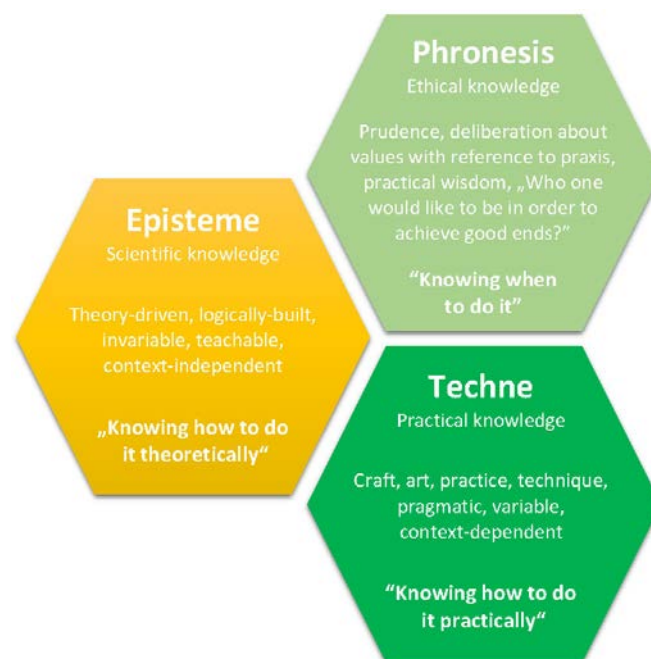 Phronesis
Ethical knowledge
Prudence, deliberation about
values with reference to praxis,
practical wisdom, „Who one
would like to be in order to
achieve good ends?”
“Knowing when
to do it”
Episteme
Scientific knowledge
Theory-driven, logically-built,
invariable, teachable,
context-independent
„Knowing how to do
it theoretically“
Techne
Practical knowledge
Craft, art, practice, technique,
pragmatic, variable,
context-dependent
“Knowing how to do
it practically“